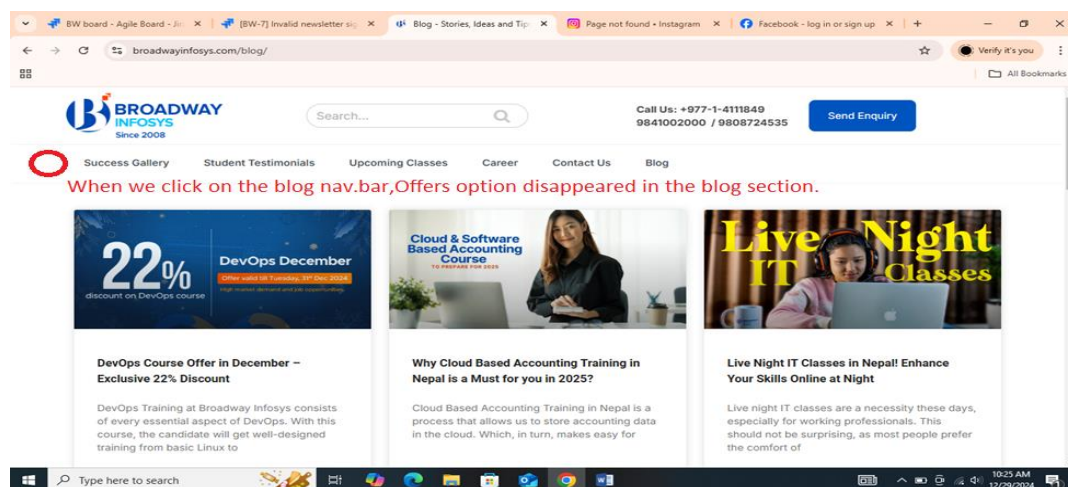 BW board - Agile Board - Jir
[BW-7] Invalid newsletter sig
Blog - Stories, Ideas and Tip
Page not found • Instagram
Facebook - log in or sign up
broadwayinfosys.com/blog/
Verify it's you
All Bookmarks
BROADWAY
INFOSYS
Since 2008
Search...
Call Us: +977-1-4111849
9841002000 / 9808724535
Send Enquiry
Success Gallery Student Testimonials Upcoming Classes Career Contact Us Blog
When we click on the blog nav.bar,Offers option disappeared in the blog section.
22%
discount on DevOps course
DevOps December
Offer valid till Tuesday, 31st Dec 2024
High market demand and job opportunities.
Cloud & Software
Based Accounting
Course
TO PREPARE FOR 2025
Live Night
IT Classes
DevOps Course Offer in December –
Exclusive 22% Discount
DevOps Training at Broadway Infosys consists
of every essential aspect of DevOps. With this
course, the candidate will get well-designed
training from basic Linux to
Why Cloud Based Accounting Training in
Nepal is a Must for you in 2025?
Cloud Based Accounting Training in Nepal is a
process that allows us to store accounting data
in the cloud. Which, in turn, makes easy for
Live Night IT Classes in Nepal! Enhance
Your Skills Online at Night
Live night IT classes are a necessity these days,
especially for working professionals. This
should not be surprising, as most people prefer
the comfort of
Type here to search
10:25 AM
12/29/2024